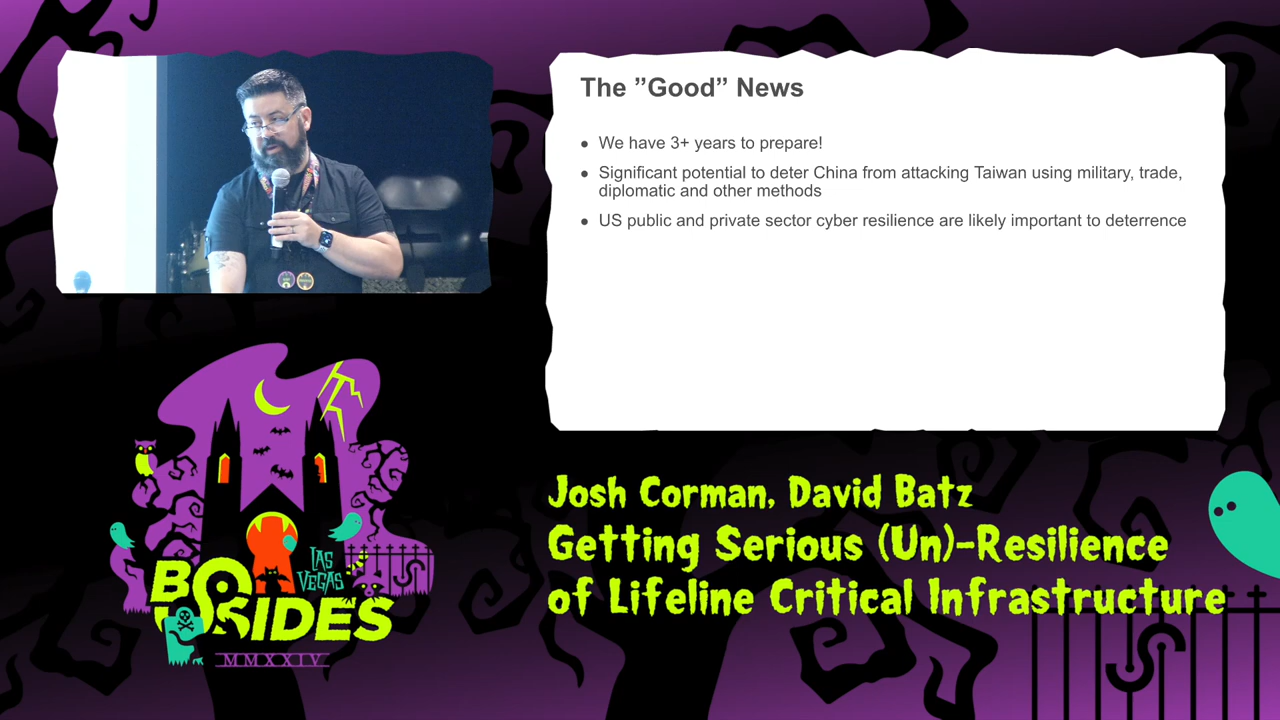 The ”Good” News
● We have 3+ years to prepare!
● Significant potential to deter China from attacking Taiwan using military, trade,
diplomatic and other methods
● US public and private sector cyber resilience are likely important to deterrence
LAS
VEGAS
BSIDES
MMXXIV
Josh Corman, David Batz
Getting Serious (Un)-Resilience
of Lifeline Critical Infrastructure